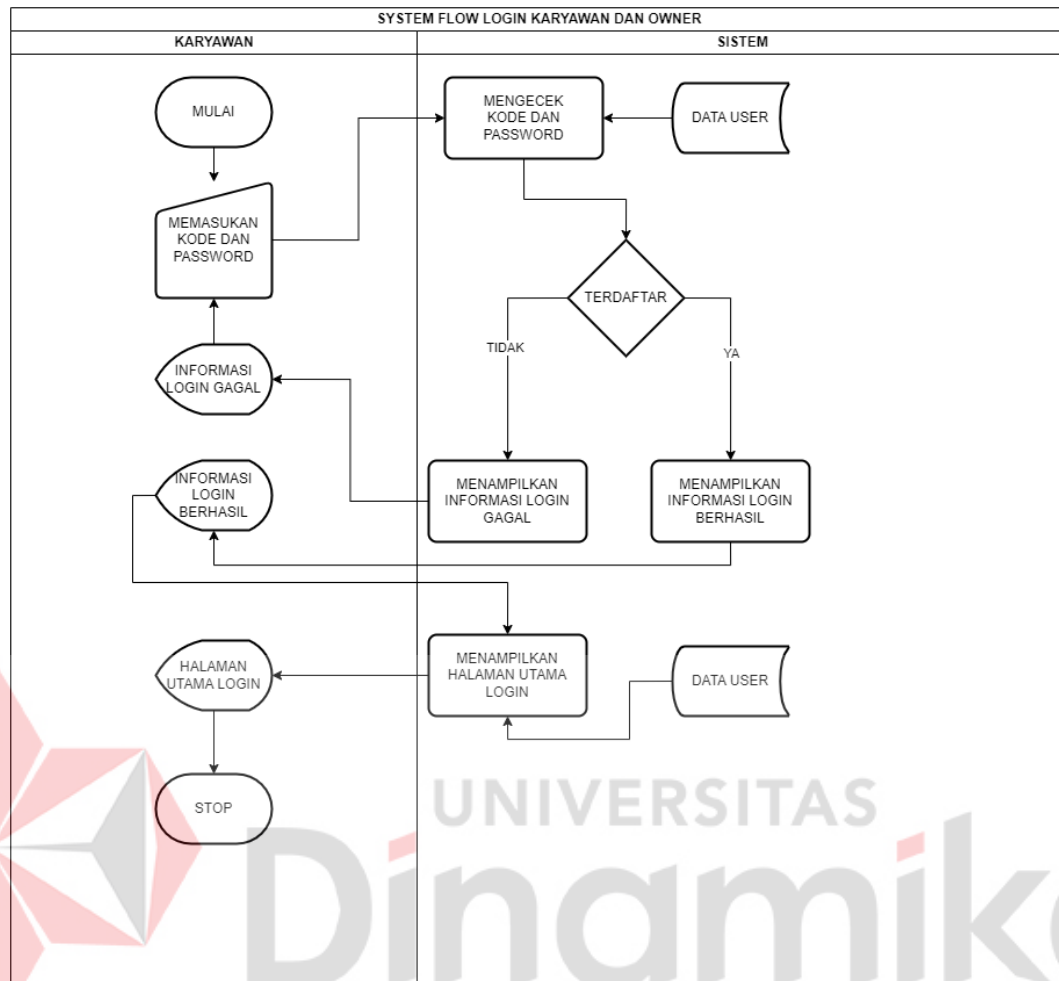 SYSTEM FLOW LOGIN KARYAWAN DAN OWNER
KARYAWAN
SISTEM
MULAI
MENGECEK
KODE DAN
PASSWORD
DATA USER
MEMASUKAN
KODE DAN
PASSWORD
TERDAFTAR
TIDAK
YA
INFORMASI
LOGIN GAGAL
INFORMASI
LOGIN
BERHASIL
MENAMPILKAN
INFORMASI LOGIN
GAGAL
MENAMPILKAN
INFORMASI LOGIN
BERHASIL
HALAMAN
UTAMA LOGIN
MENAMPILKAN
HALAMAN UTAMA
LOGIN
DATA USER
STOP
UNIVERSITAS
Dinamika